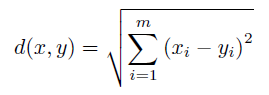 d(x, y) = √(∑_{i=1}^{m} (x_i − y_i)^2)